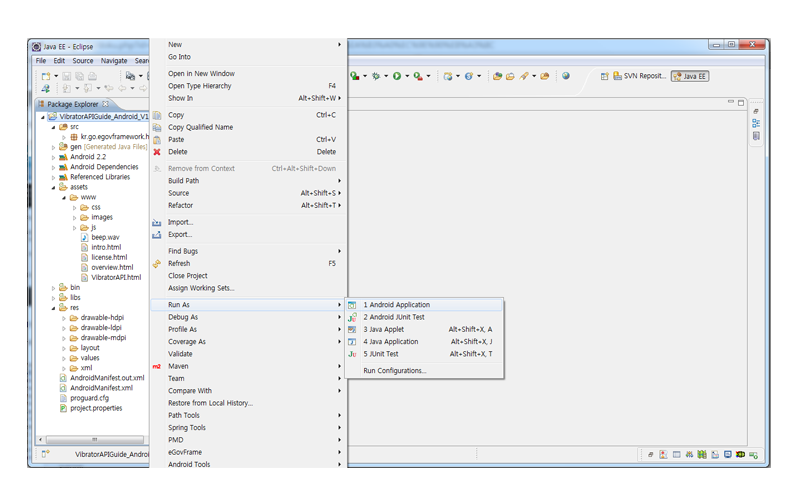 Java EE - Eclipse
File Edit Source Navigate Sear
SVN Reposit...
Java EE
Package Explorer
VibratorAPIGuide_Android_V1
src
kr.go.egovframework.h
gen [Generated Java Files]
Android 2.2
Android Dependencies
Referenced Libraries
assets
www
css
images
js
beep.wav
intro.html
license.html
overview.html
VibratorAPI.html
bin
libs
res
drawable-hdpi
drawable-ldpi
drawable-mdpi
layout
values
xml
AndroidManifest.out.xml
AndroidManifest.xml
proguard.cfg
project.properties
VibratorAPIGuide_Androi
New
Go Into
Open in New Window
Open Type Hierarchy F4
Show In Alt+Shift+W
Copy Ctrl+C
Copy Qualified Name
Paste Ctrl+V
Delete Delete
Remove from Context Ctrl+Alt+Shift+Down
Build Path
Source Alt+Shift+S
Refactor Alt+Shift+T
Import...
Export...
Find Bugs
Refresh F5
Close Project
Assign Working Sets...
Run As
Debug As
Profile As
Coverage As
Validate
m2 Maven
Team
Compare With
Restore from Local History...
Path Tools
Spring Tools
PMD
eGovFrame
Android Tools
1 Android Application
2 Android JUnit Test
3 Java Applet Alt+Shift+X, A
4 Java Application Alt+Shift+X, J
5 JUnit Test Alt+Shift+X, T
Run Configurations...